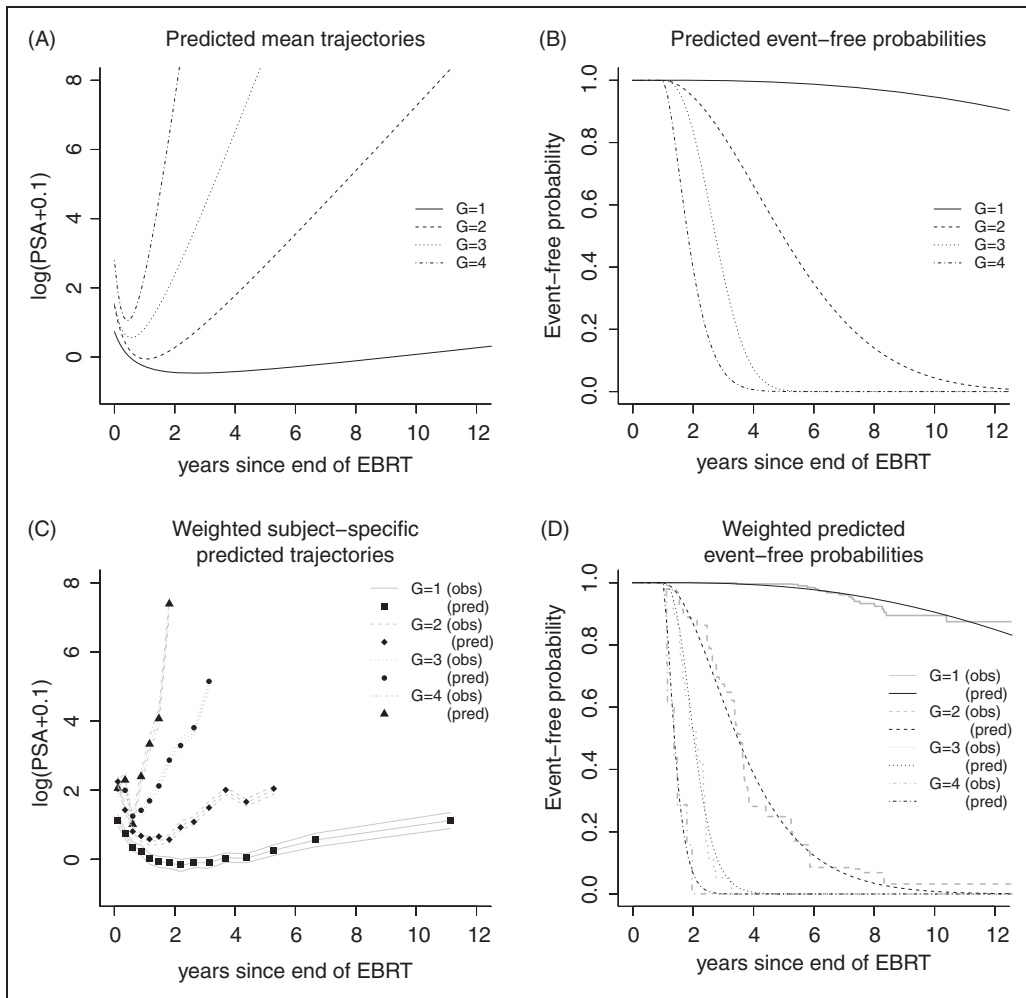 (A)
Predicted mean trajectories
log(PSA+0.1)
8
6
4
2
0
G=1
G=2
G=3
G=4
0 2 4 6 8 10 12
years since end of EBRT
(B)
Predicted event−free probabilities
Event−free probability
1.0
0.8
0.6
0.4
0.2
0.0
G=1
G=2
G=3
G=4
0 2 4 6 8 10 12
years since end of EBRT
(C)
Weighted subject−specific
predicted trajectories
log(PSA+0.1)
8
6
4
2
0
G=1 (obs)
(pred)
G=2 (obs)
(pred)
G=3 (obs)
(pred)
G=4 (obs)
(pred)
0 2 4 6 8 10 12
years since end of EBRT
(D)
Weighted predicted
event−free probabilities
Event−free probability
1.0
0.8
0.6
0.4
0.2
0.0
G=1 (obs)
(pred)
G=2 (obs)
(pred)
G=3 (obs)
(pred)
G=4 (obs)
(pred)
0 2 4 6 8 10 12
years since end of EBRT